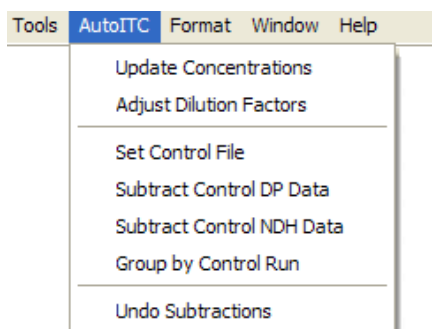 Tools AutoITC Format Window Help
Update Concentrations
Adjust Dilution Factors
Set Control File
Subtract Control DP Data
Subtract Control NDH Data
Group by Control Run
Undo Subtractions